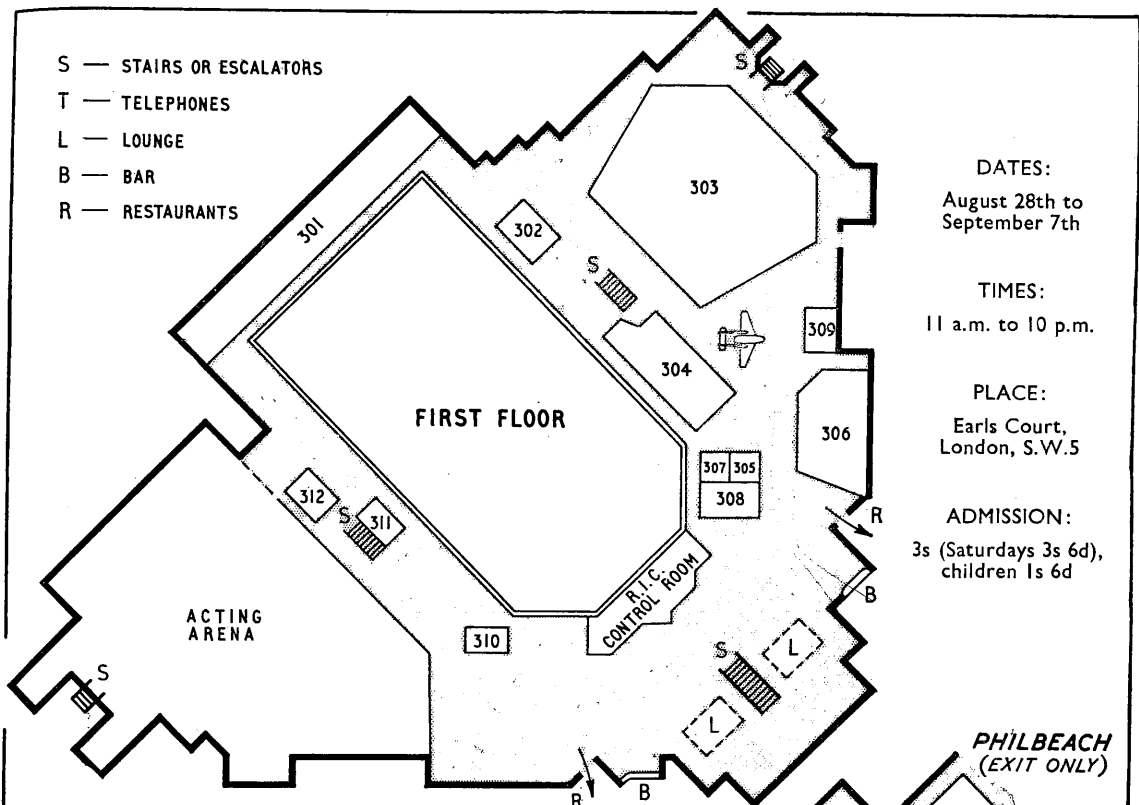 S — STAIRS OR ESCALATORS
T — TELEPHONES
L — LOUNGE
B — BAR
R — RESTAURANTS
S
301
302
303
S
304
309
306
FIRST FLOOR
307 305
308
312
S
311
R
B
R.I.C.
CONTROL ROOM
310
ACTING
ARENA
S
S
L
L
R
B
DATES:
August 28th to
September 7th
TIMES:
11 a.m. to 10 p.m.
PLACE:
Earls Court,
London, S.W.5
ADMISSION:
3s (Saturdays 3s 6d),
children 1s 6d
PHILBEACH
(EXIT ONLY)